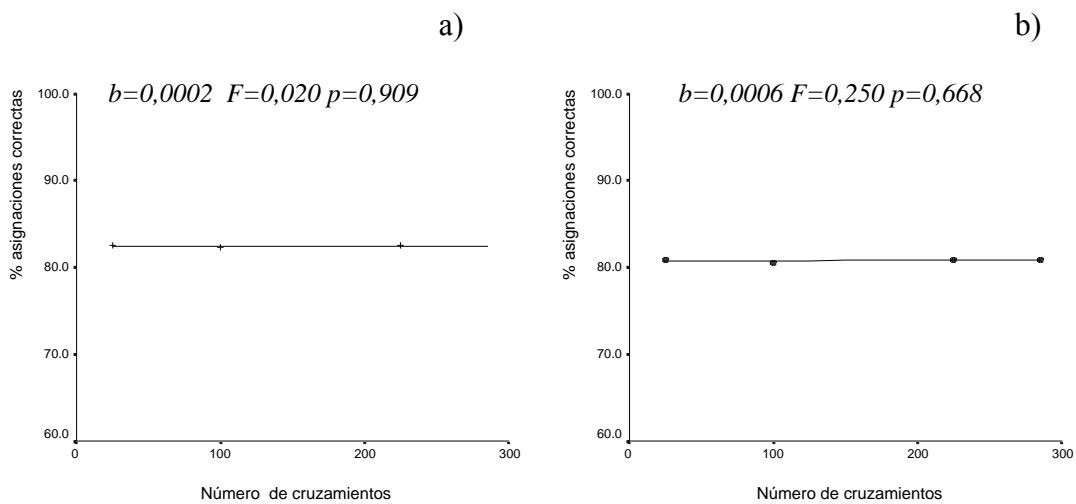 a)
b=0,0002 F=0,020 p=0,909
100.0
90.0
80.0
70.0
60.0
% asignaciones correctas
0
100
200
300
Número de cruzamientos
b)
b=0,0006 F=0,250 p=0,668
100.0
90.0
80.0
70.0
60.0
% asignaciones correctas
0
100
200
300
Número de cruzamientos